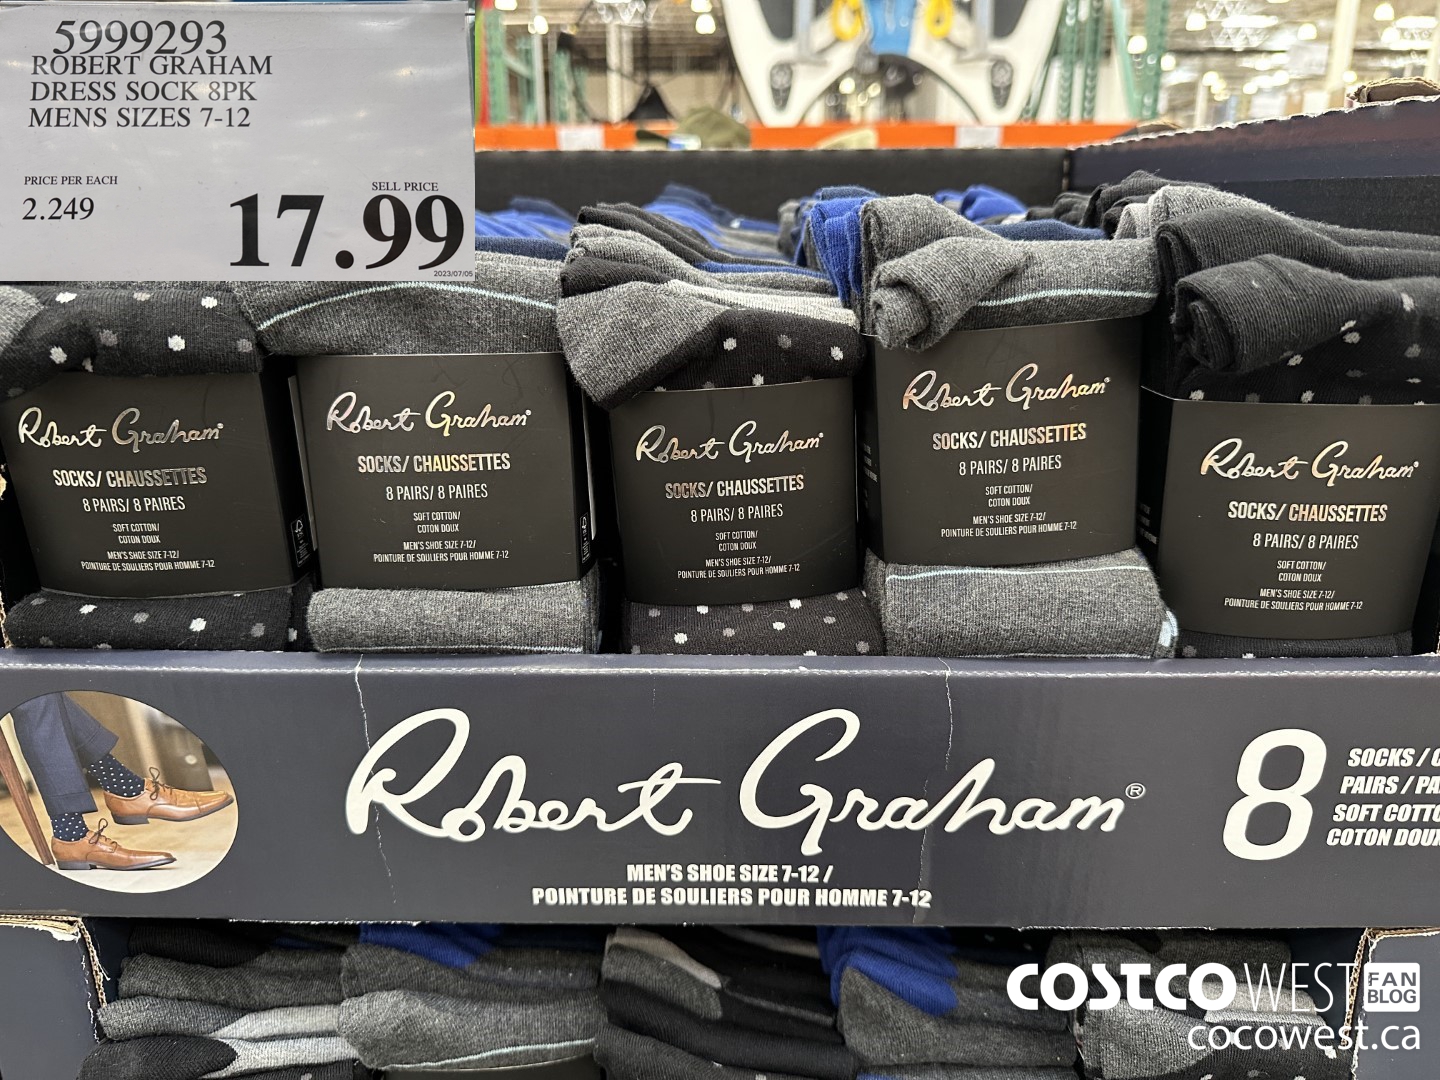 5999293
ROBERT GRAHAM
DRESS SOCK 8PK
MENS SIZES 7-12
PRICE PER EACH
2.249
SELL PRICE
17.99
2023/07/05
Robert Graham®
SOCKS/ CHAUSSETTES
8 PAIRS/ 8 PAIRES
SOFT COTTON/
COTON DOUX
MEN'S SHOE SIZE 7-12/
POINTURE DE SOULIERS POUR HOMME 7-12
Robert Graham®
SOCKS/ CHAUSSETTES
8 PAIRS/ 8 PAIRES
SOFT COTTON/
COTON DOUX
MEN'S SHOE SIZE 7-12/
POINTURE DE SOULIERS POUR HOMME 7-12
Robert Graham®
SOCKS/ CHAUSSETTES
8 PAIRS/ 8 PAIRES
SOFT COTTON/
COTON DOUX
MEN'S SHOE SIZE 7-12/
POINTURE DE SOULIERS POUR HOMME 7-12
Robert Graham®
SOCKS/ CHAUSSETTES
8 PAIRS/ 8 PAIRES
SOFT COTTON/
COTON DOUX
MEN'S SHOE SIZE 7-12/
POINTURE DE SOULIERS POUR HOMME 7-12
Robert Graham®
SOCKS/ CHAUSSETTES
8 PAIRS/ 8 PAIRES
SOFT COTTON/
COTON DOUX
MEN'S SHOE SIZE 7-12/
POINTURE DE SOULIERS POUR HOMME 7-12
Robert Graham®
MEN'S SHOE SIZE 7-12 /
POINTURE DE SOULIERS POUR HOMME 7-12
8
SOCKS / C
PAIRS / PA
SOFT COTTO
COTON DOUX
COSTCO WEST FAN BLOG
cocowest.ca